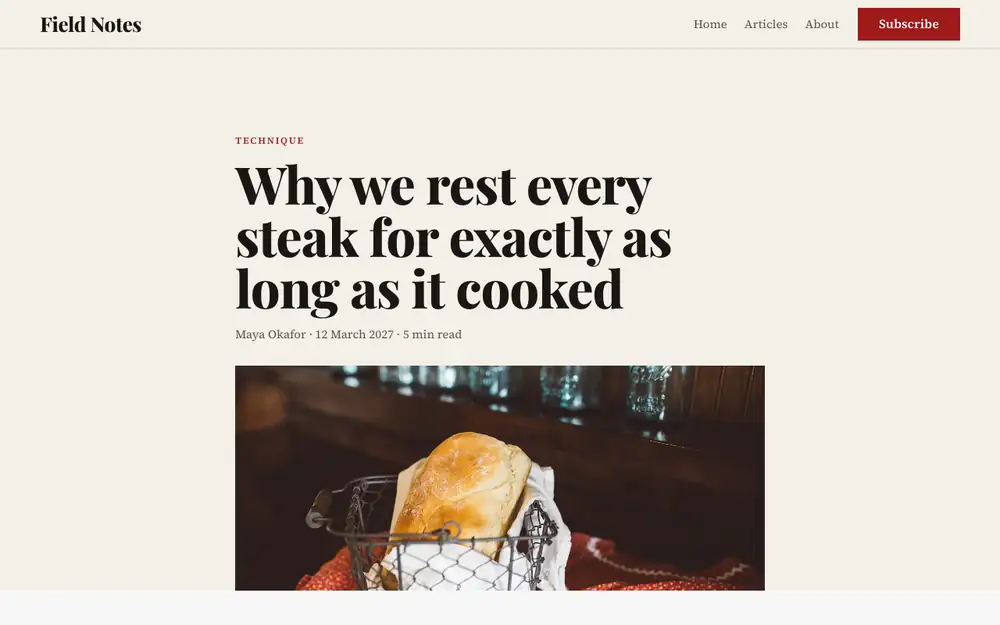 Field Notes
Home Articles About Subscribe
TECHNIQUE
Why we rest every
steak for exactly as
long as it cooked
Maya Okafor · 12 March 2027 · 5 min read